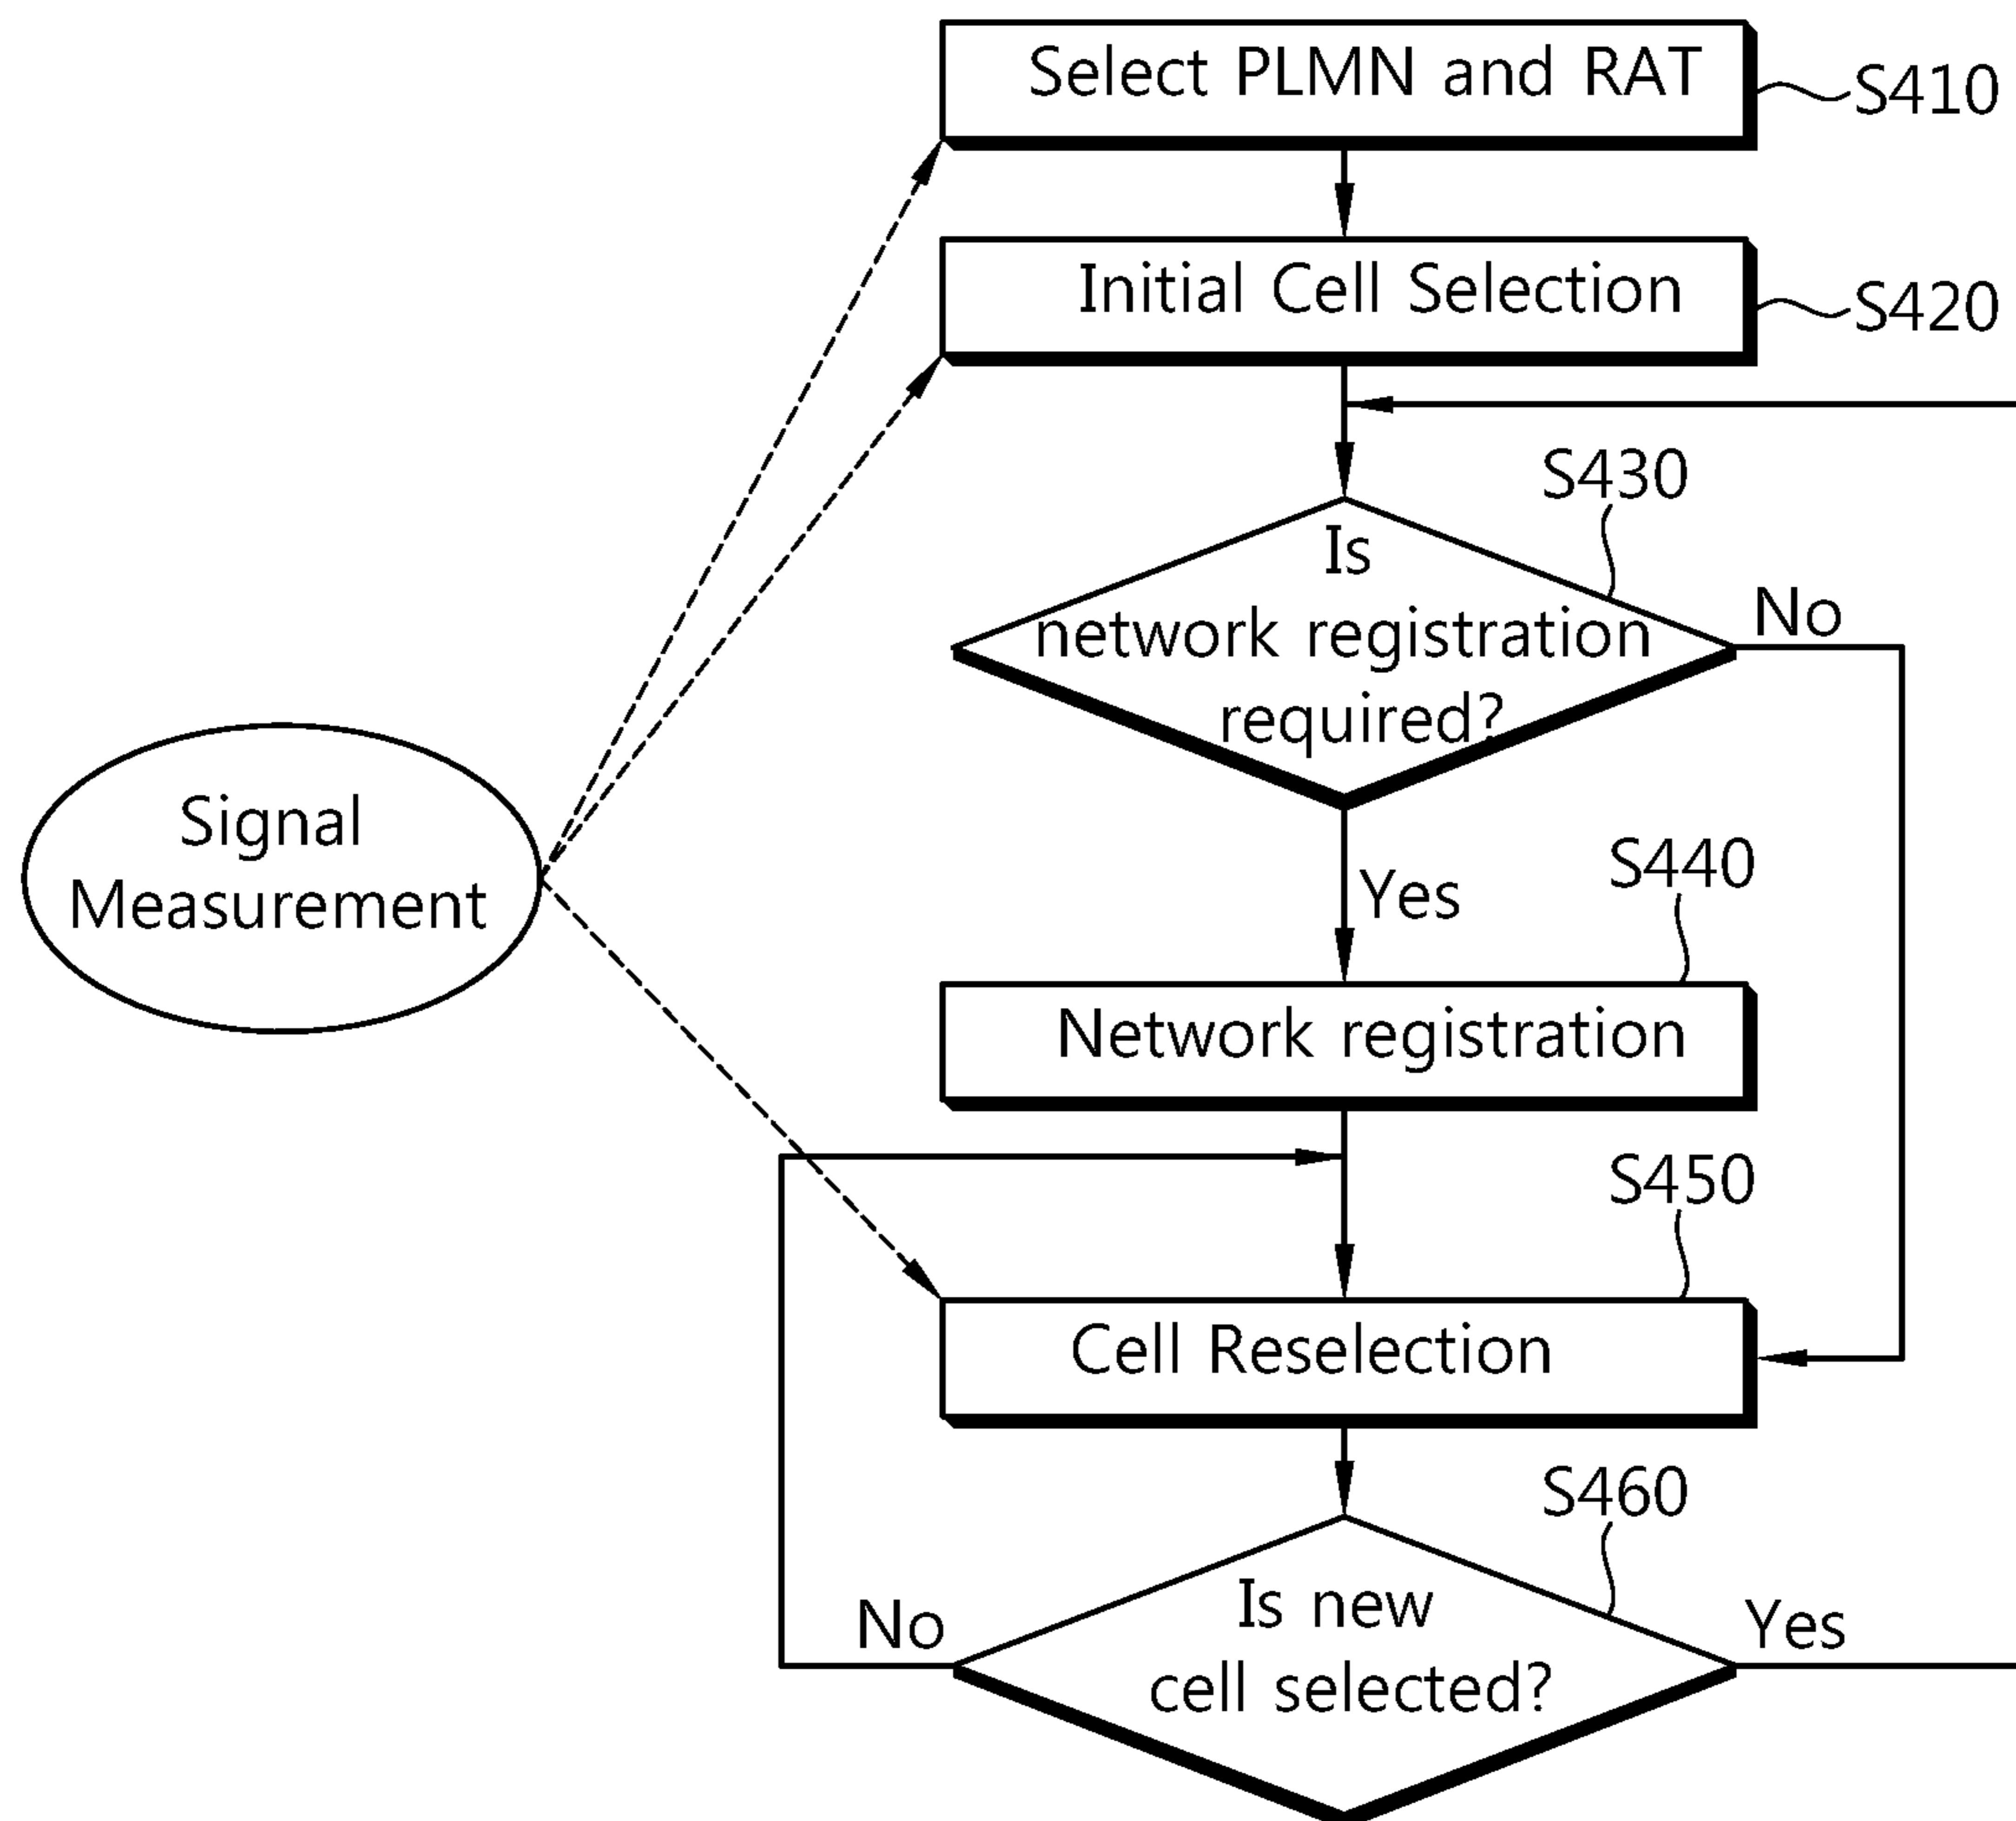 Select PLMN and RAT
S410
Initial Cell Selection
S420
S430
Is
network registration
required?
No
Signal
Measurement
Yes
S440
Network registration
S450
Cell Reselection
S460
No
Is new
cell selected?
Yes